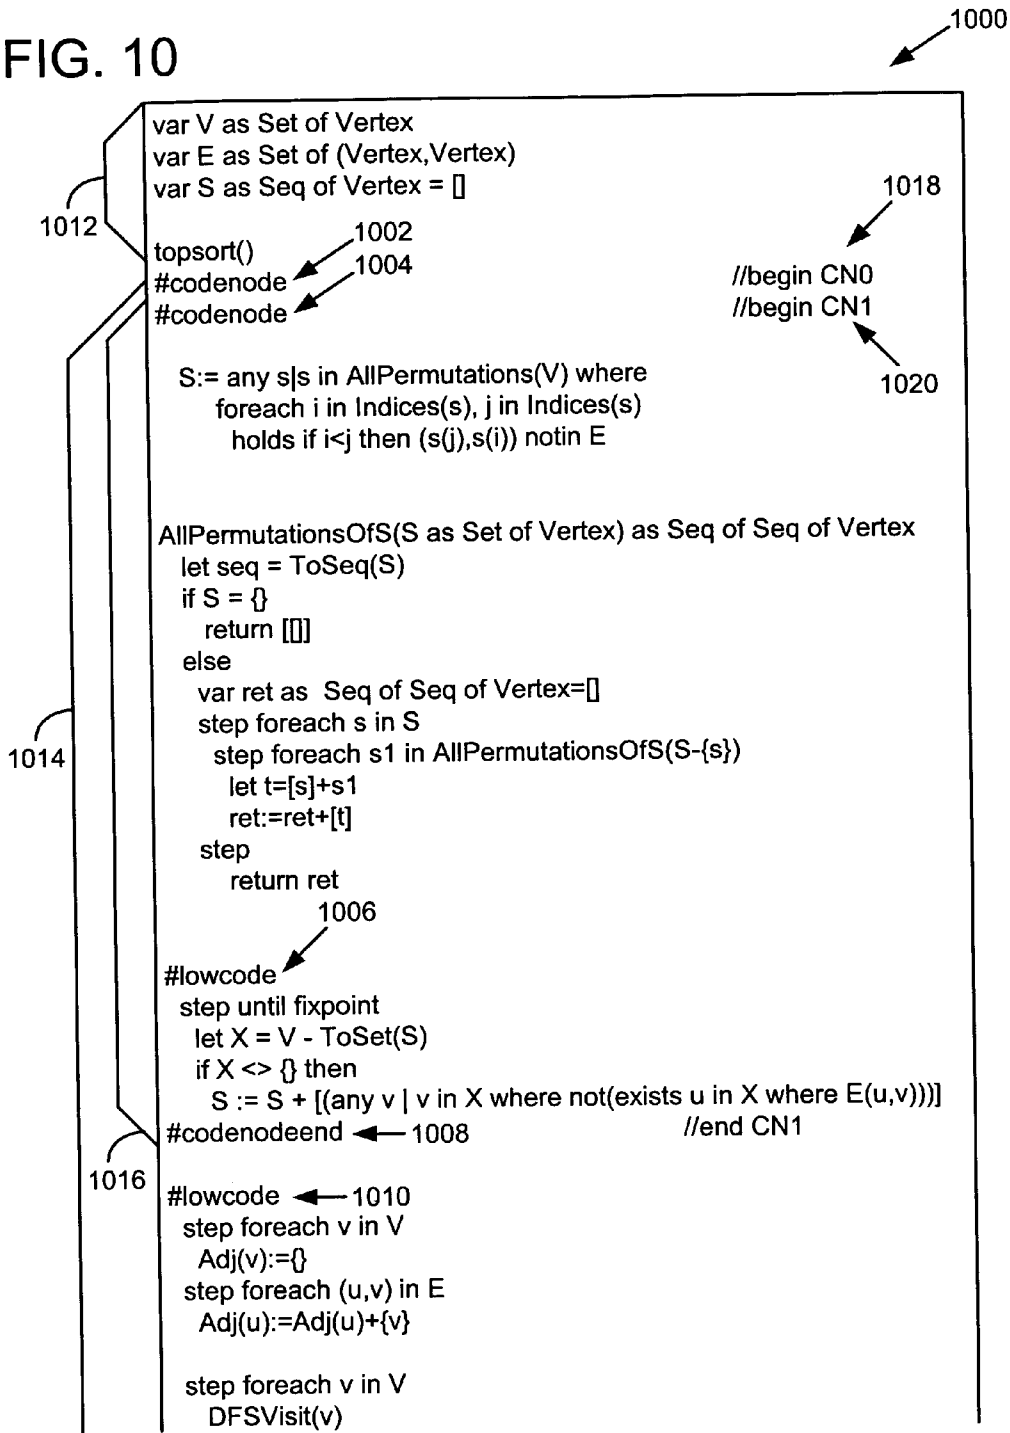 1000
FIG. 10
var V as Set of Vertex
var E as Set of (Vertex,Vertex)
var S as Seq of Vertex = []
1018
1012
1002
topsort()
1004
#codenode //begin CN0
#codenode //begin CN1
1020
S:= any s|s in AllPermutations(V) where
foreach i in Indices(s), j in Indices(s)
holds if i<j then (s(j),s(i)) notin E
AllPermutationsOfS(S as Set of Vertex) as Seq of Seq of Vertex
let seq = ToSeq(S)
if S = {}
return [[]]
else
var ret as Seq of Seq of Vertex=[]
step foreach s in S
1014
step foreach s1 in AllPermutationsOfS(S-{s})
let t=[s]+s1
ret:=ret+[t]
step
return ret
1006
#lowcode
step until fixpoint
let X = V - ToSet(S)
if X <> {} then
S := S + [(any v | v in X where not(exists u in X where E(u,v)))]
#codenodeend 1008 //end CN1
1016
#lowcode 1010
step foreach v in V
Adj(v):={}
step foreach (u,v) in E
Adj(u):=Adj(u)+{v}
step foreach v in V
DFSVisit(v)